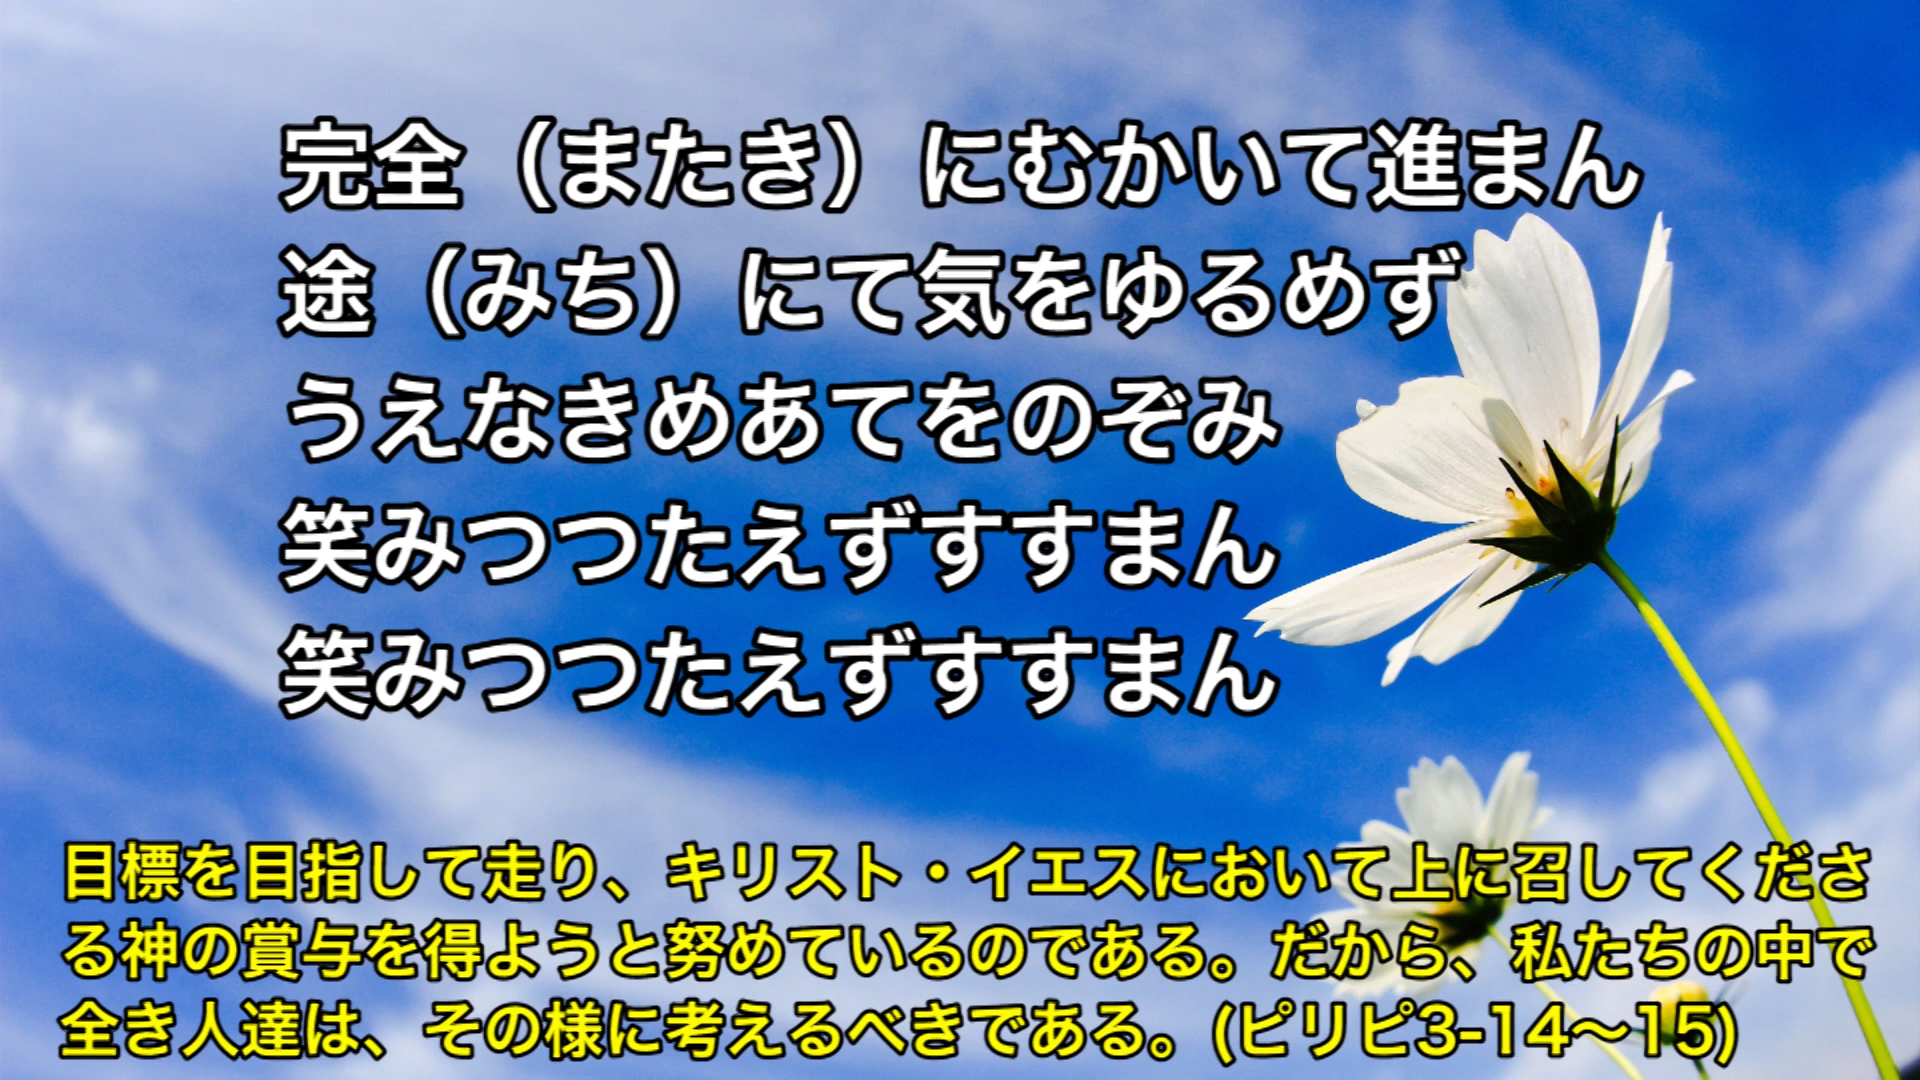 完全（またき）にむかいて進まん
途（みち）にて気をゆるめず
うえなきめあてをのぞみ
笑みつつたえずすすまん
笑みつつたえずすすまん
目標を目指して走り、キリスト・イエスにおいて上に召してくださ
る神の賞与を得ようと努めているのである。だから、私たちの中で
全き人達は、その様に考えるべきである。(ピリピ3-14〜15)